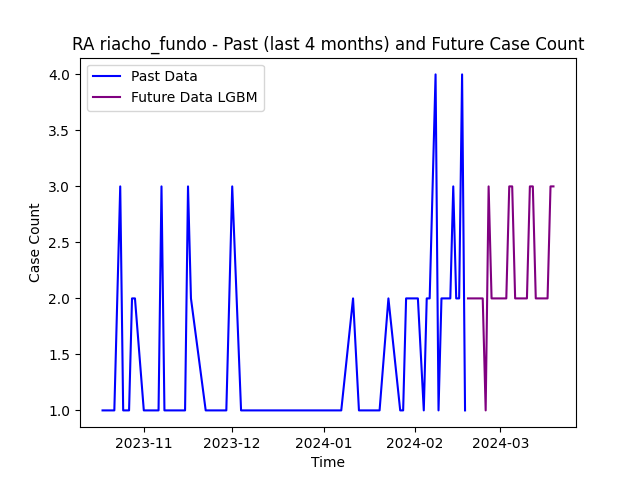 RA riacho_fundo - Past (last 4 months) and Future Case Count
Past Data
Future Data LGBM
4.0
3.5
3.0
2.5
2.0
1.5
1.0
Case Count
2023-11 2023-12 2024-01 2024-02 2024-03
Time